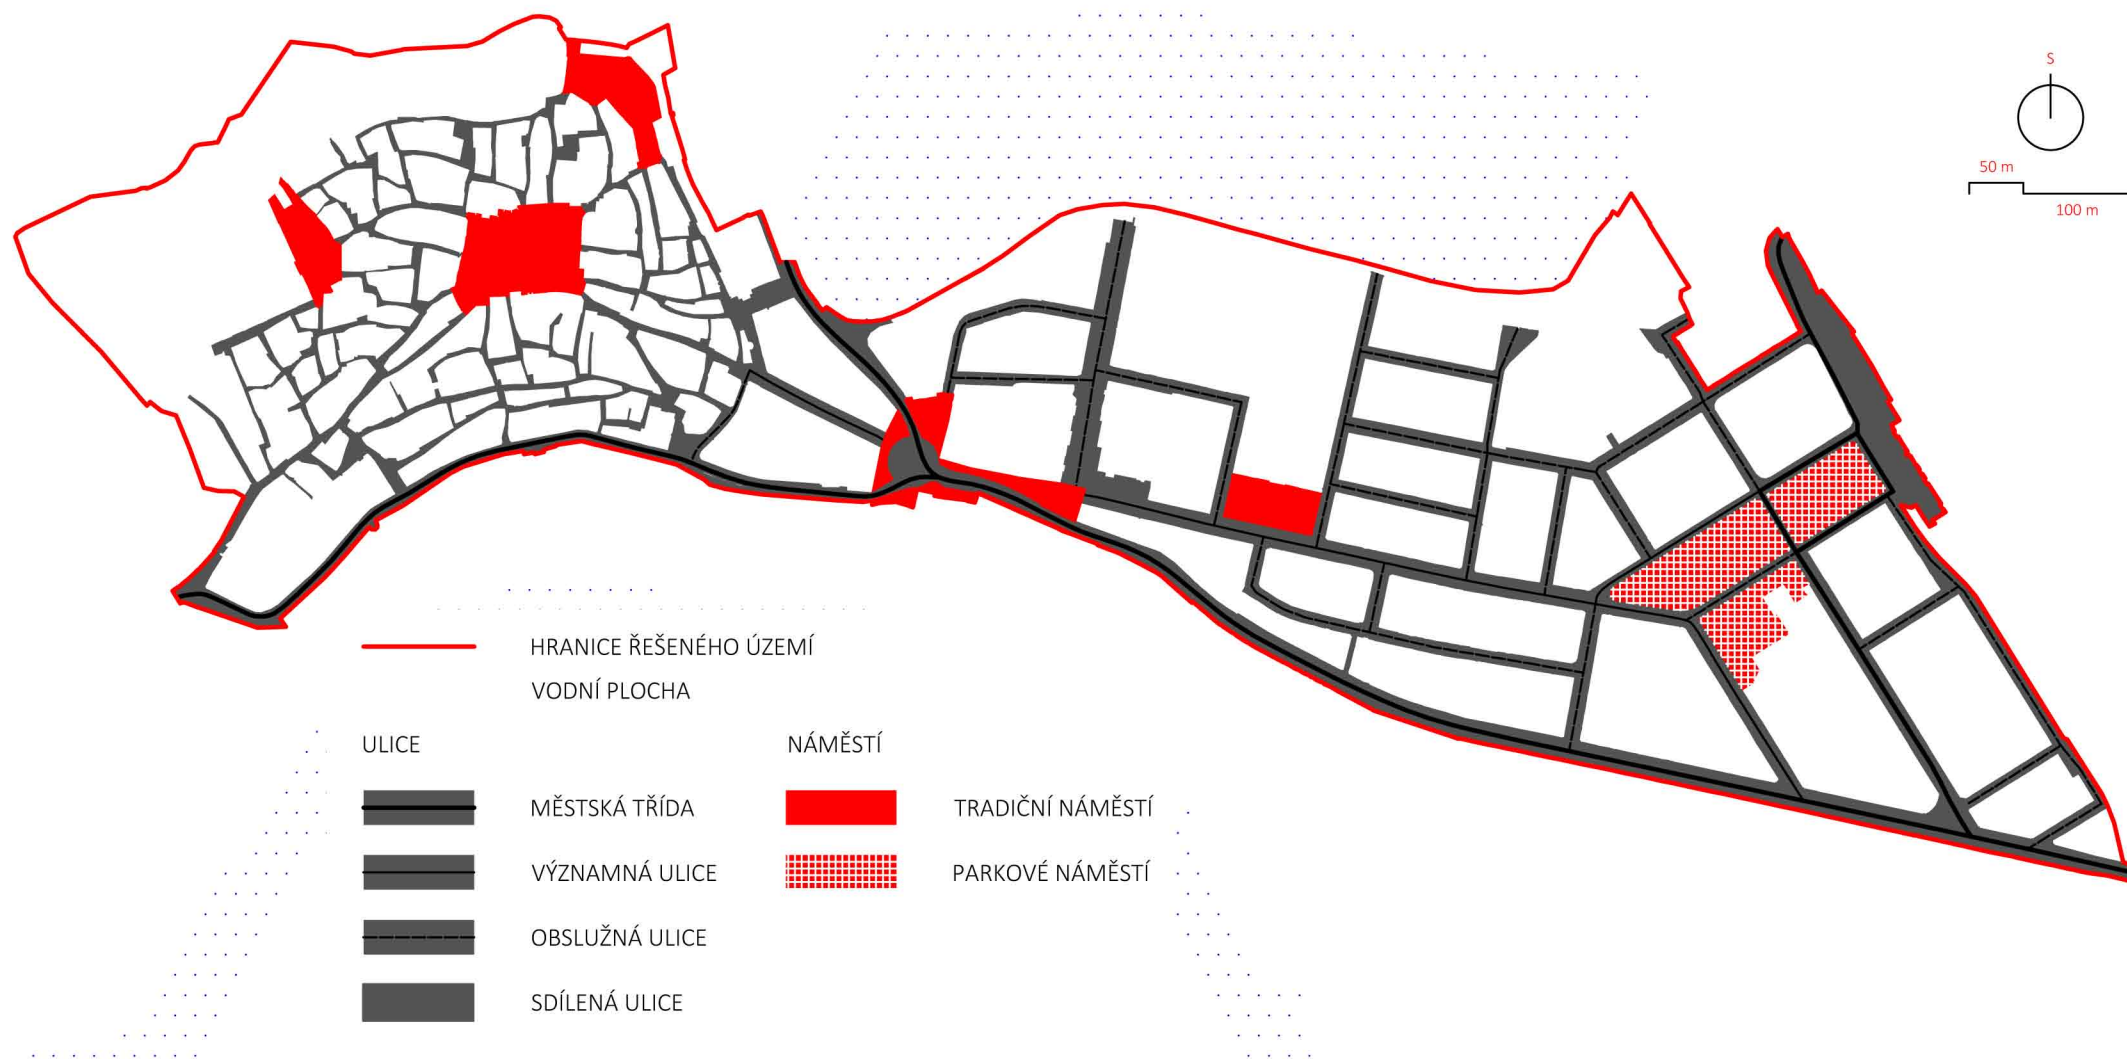 S
50 m
100 m
HRANICE ŘEŠENÉHO ÚZEMÍ
VODNÍ PLOCHA
ULICE
NÁMĚSTÍ
MĚSTSKÁ TŘÍDA
TRADIČNÍ NÁMĚSTÍ
VÝZNAMNÁ ULICE
PARKOVÉ NÁMĚSTÍ
OBSLUŽNÁ ULICE
SDÍLENÁ ULICE